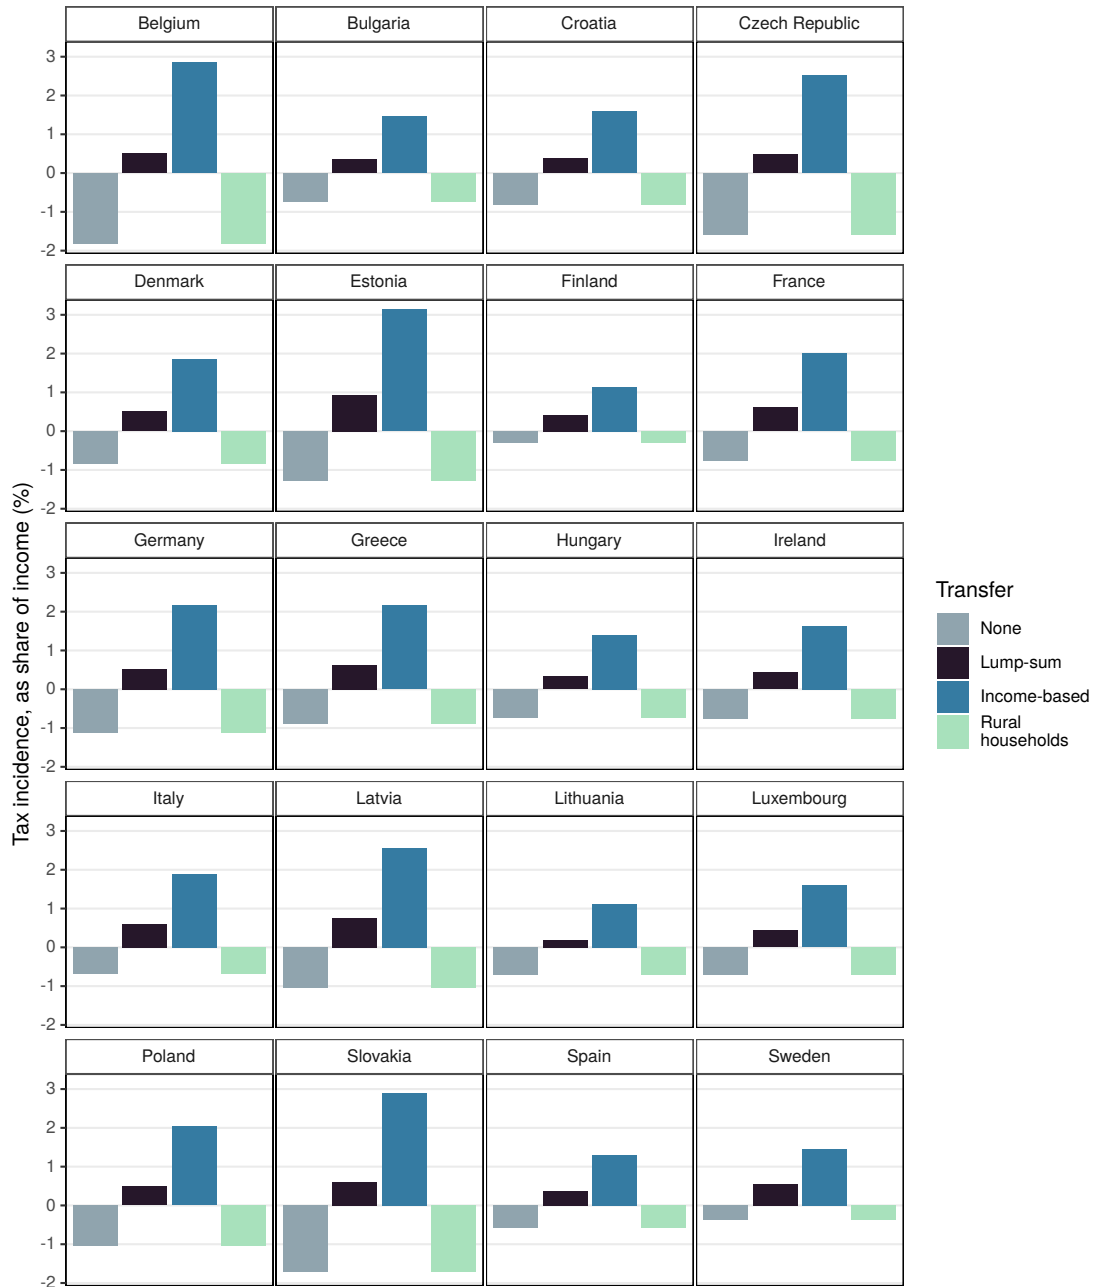 Belgium
Bulgaria
Croatia
Czech Republic
3
2
1
0
-1
-2
Denmark
Estonia
Finland
France
3
2
1
0
-1
-2
Germany
Greece
Hungary
Ireland
3
2
1
0
-1
-2
Italy
Latvia
Lithuania
Luxembourg
3
2
1
0
-1
-2
Poland
Slovakia
Spain
Sweden
3
2
1
0
-1
-2
Tax incidence, as share of income (%)
Transfer
None
Lump-sum
Income-based
Rural
households